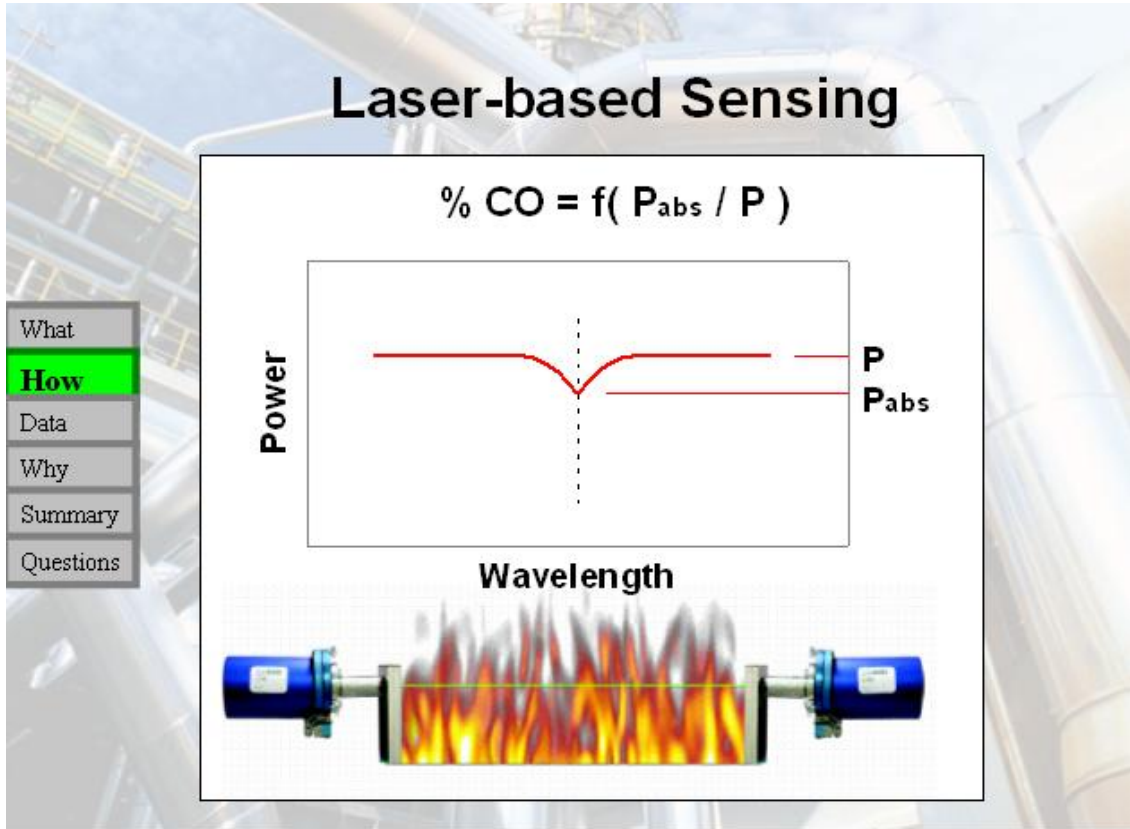 Laser-based Sensing
% CO = f( Pabs / P )
Power
P
Pabs
Wavelength
What
How
Data
Why
Summary
Questions